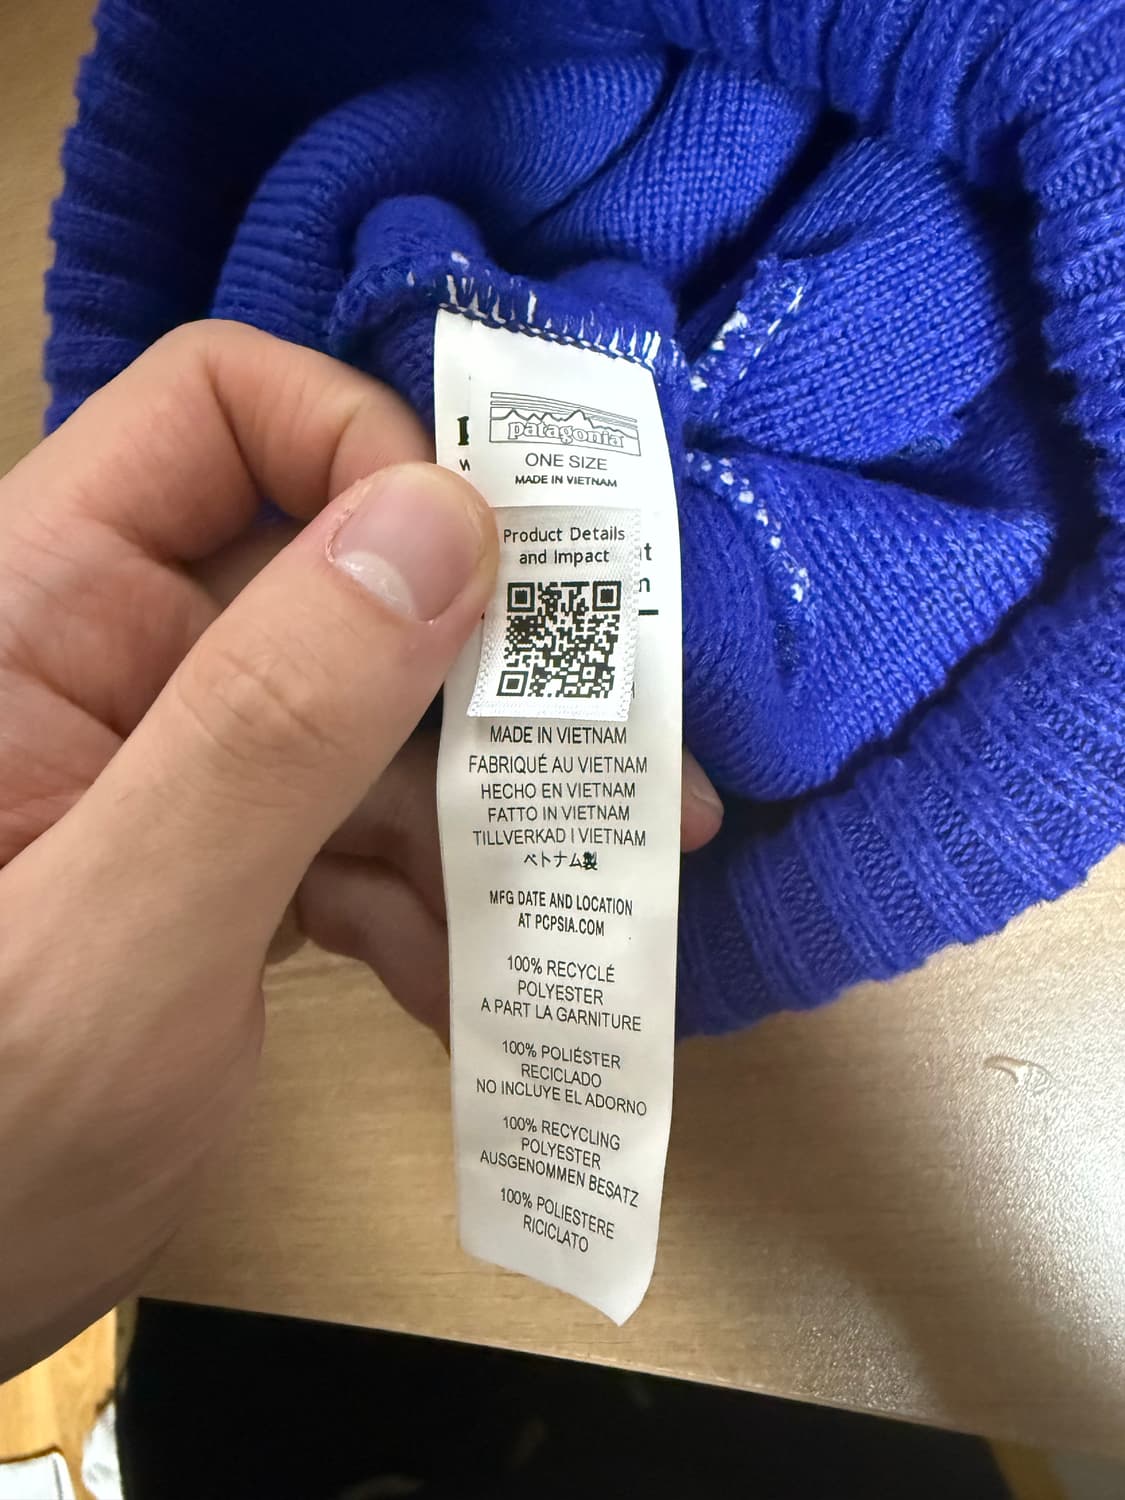 patagonia
ONE SIZE
MADE IN VIETNAM
Product Details
and Impact
MADE IN VIETNAM
FABRIQUÉ AU VIETNAM
HECHO EN VIETNAM
FATTO IN VIETNAM
TILLVERKAD I VIETNAM
ベトナム製
MFG DATE AND LOCATION
AT PCPSIA.COM
100% RECYCLÉ
POLYESTER
A PART LA GARNITURE
100% POLIÉSTER
RECICLADO
NO INCLUYE EL ADORNO
100% RECYCLING
POLYESTER
AUSGENOMMEN BESATZ
100% POLIESTERE
RICICLATO